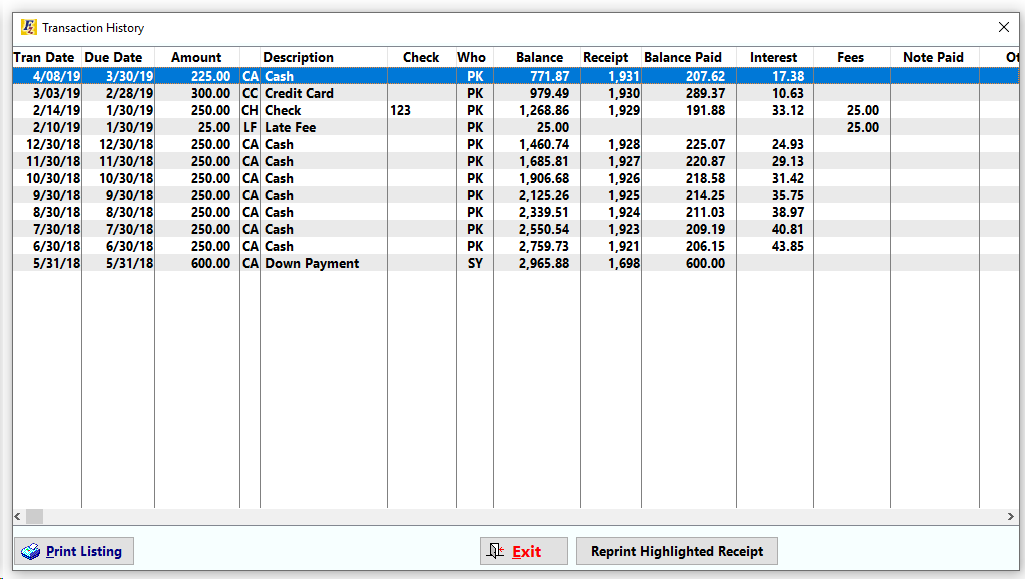 Transaction History
Tran Date Due Date Amount Description Check Who Balance Receipt Balance Paid Interest Fees Note Paid Ot
4/08/19 3/30/19 225.00 CA Cash PK 771.87 1,931 207.62 17.38
3/03/19 2/28/19 300.00 CC Credit Card PK 979.49 1,930 289.37 10.63
2/14/19 1/30/19 250.00 CH Check 123 PK 1,268.86 1,929 191.88 33.12 25.00
2/10/19 1/30/19 25.00 LF Late Fee PK 25.00 25.00
12/30/18 12/30/18 250.00 CA Cash PK 1,460.74 1,928 225.07 24.93
11/30/18 11/30/18 250.00 CA Cash PK 1,685.81 1,927 220.87 29.13
10/30/18 10/30/18 250.00 CA Cash PK 1,906.68 1,926 218.58 31.42
9/30/18 9/30/18 250.00 CA Cash PK 2,125.26 1,925 214.25 35.75
8/30/18 8/30/18 250.00 CA Cash PK 2,339.51 1,924 211.03 38.97
7/30/18 7/30/18 250.00 CA Cash PK 2,550.54 1,923 209.19 40.81
6/30/18 6/30/18 250.00 CA Cash PK 2,759.73 1,921 206.15 43.85
5/31/18 5/31/18 600.00 CA Down Payment SY 2,965.88 1,698 600.00
Print Listing Exit Reprint Highlighted Receipt